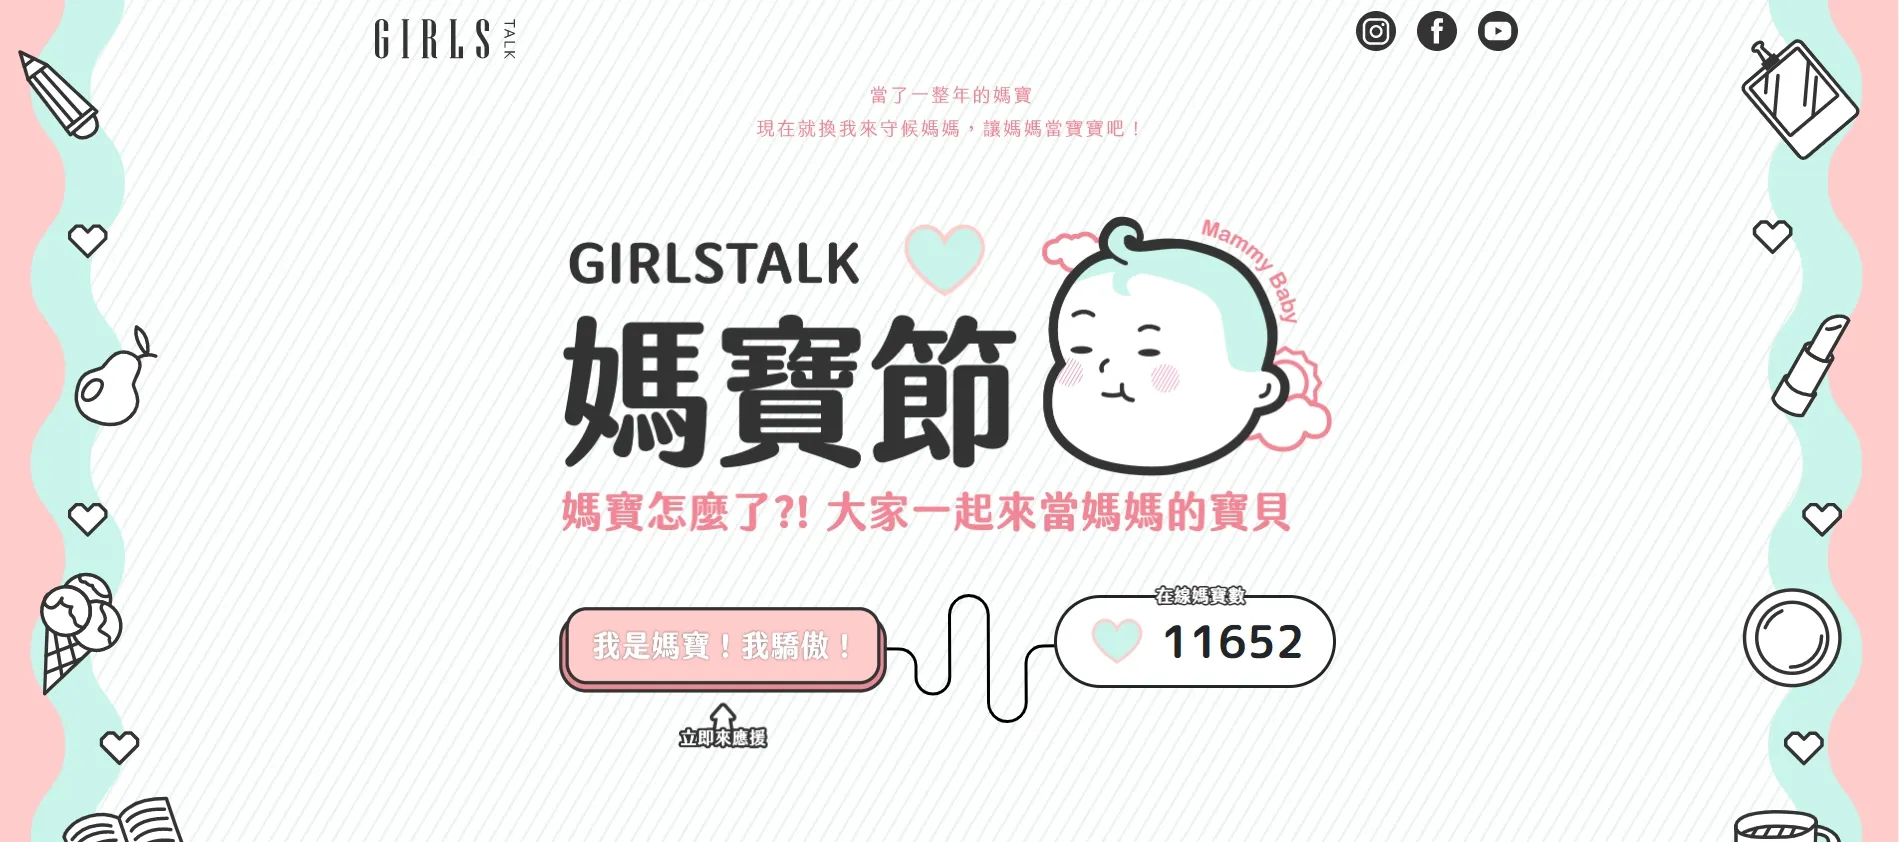 GIRLS TALK
當了一整年的媽寶
現在就換我來守候媽媽，讓媽媽當寶寶吧！
Mammy Baby
GIRLSTALK
媽寶節
媽寶怎麼了?! 大家一起來當媽媽的寶貝
在線媽寶數
我是媽寶！我驕傲！
11652
立即來應援